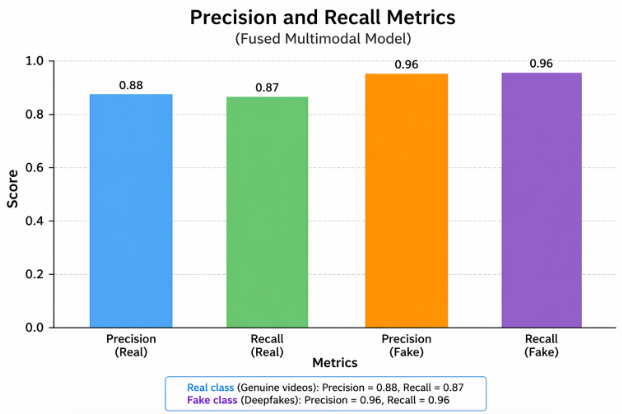 Precision and Recall Metrics
(Fused Multimodal Model)
Score
1.0
0.8
0.6
0.4
0.2
0.0
0.88
0.87
0.96
0.96
Precision
(Real)
Recall
(Real)
Precision
(Fake)
Recall
(Fake)
Metrics
Real class (Genuine videos): Precision = 0.88, Recall = 0.87
Fake class (Deepfakes): Precision = 0.96, Recall = 0.96